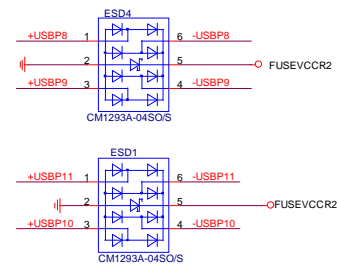 ESD4
+USBP8 1 6 -USBP8
2 5 FUSEVCCR2
+USBP9 3 4 -USBP9
CM1293A-04SO/S
ESD1
+USBP11 1 6 -USBP11
2 5 FUSEVCCR2
+USBP10 3 4 -USBP10
CM1293A-04SO/S